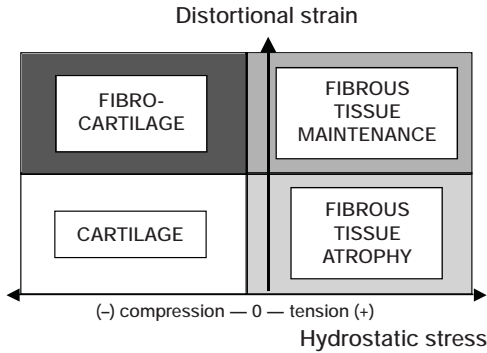 Distortional strain
FIBRO-
CARTILAGE
FIBROUS
TISSUE
MAINTENANCE
CARTILAGE
FIBROUS
TISSUE
ATROPHY
(–) compression — 0 — tension (+)
Hydrostatic stress